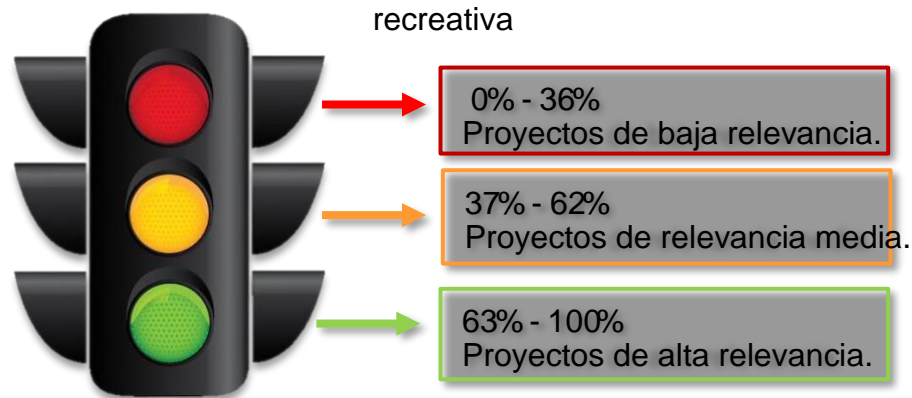 recreativa
0% - 36%
Proyectos de baja relevancia.
37% - 62%
Proyectos de relevancia media.
63% - 100%
Proyectos de alta relevancia.